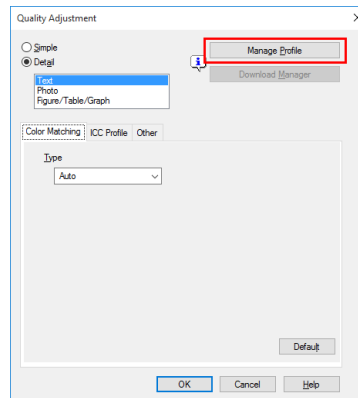 Quality Adjustment
Simple
Detail
Manage Profile
Download Manager
Text
Photo
Figure/Table/Graph
Color Matching ICC Profile Other
Type
Auto
Default
OK Cancel Help